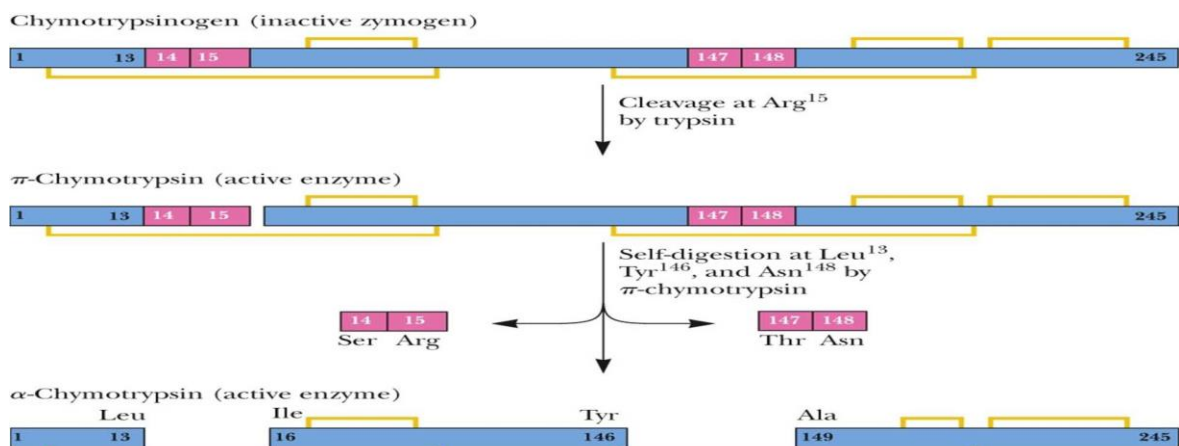 Chymotrypsinogen (inactive zymogen)
1 13 14 15 147 148 245
Cleavage at Arg¹⁵
by trypsin
π-Chymotrypsin (active enzyme)
1 13 14 15 147 148 245
Self-digestion at Leu¹³,
Tyr¹⁴⁶, and Asn¹⁴⁸ by
π-chymotrypsin
14 15 147 148
Ser Arg Thr Asn
α-Chymotrypsin (active enzyme)
Leu Ile Tyr Ala
1 13 16 146 149 245